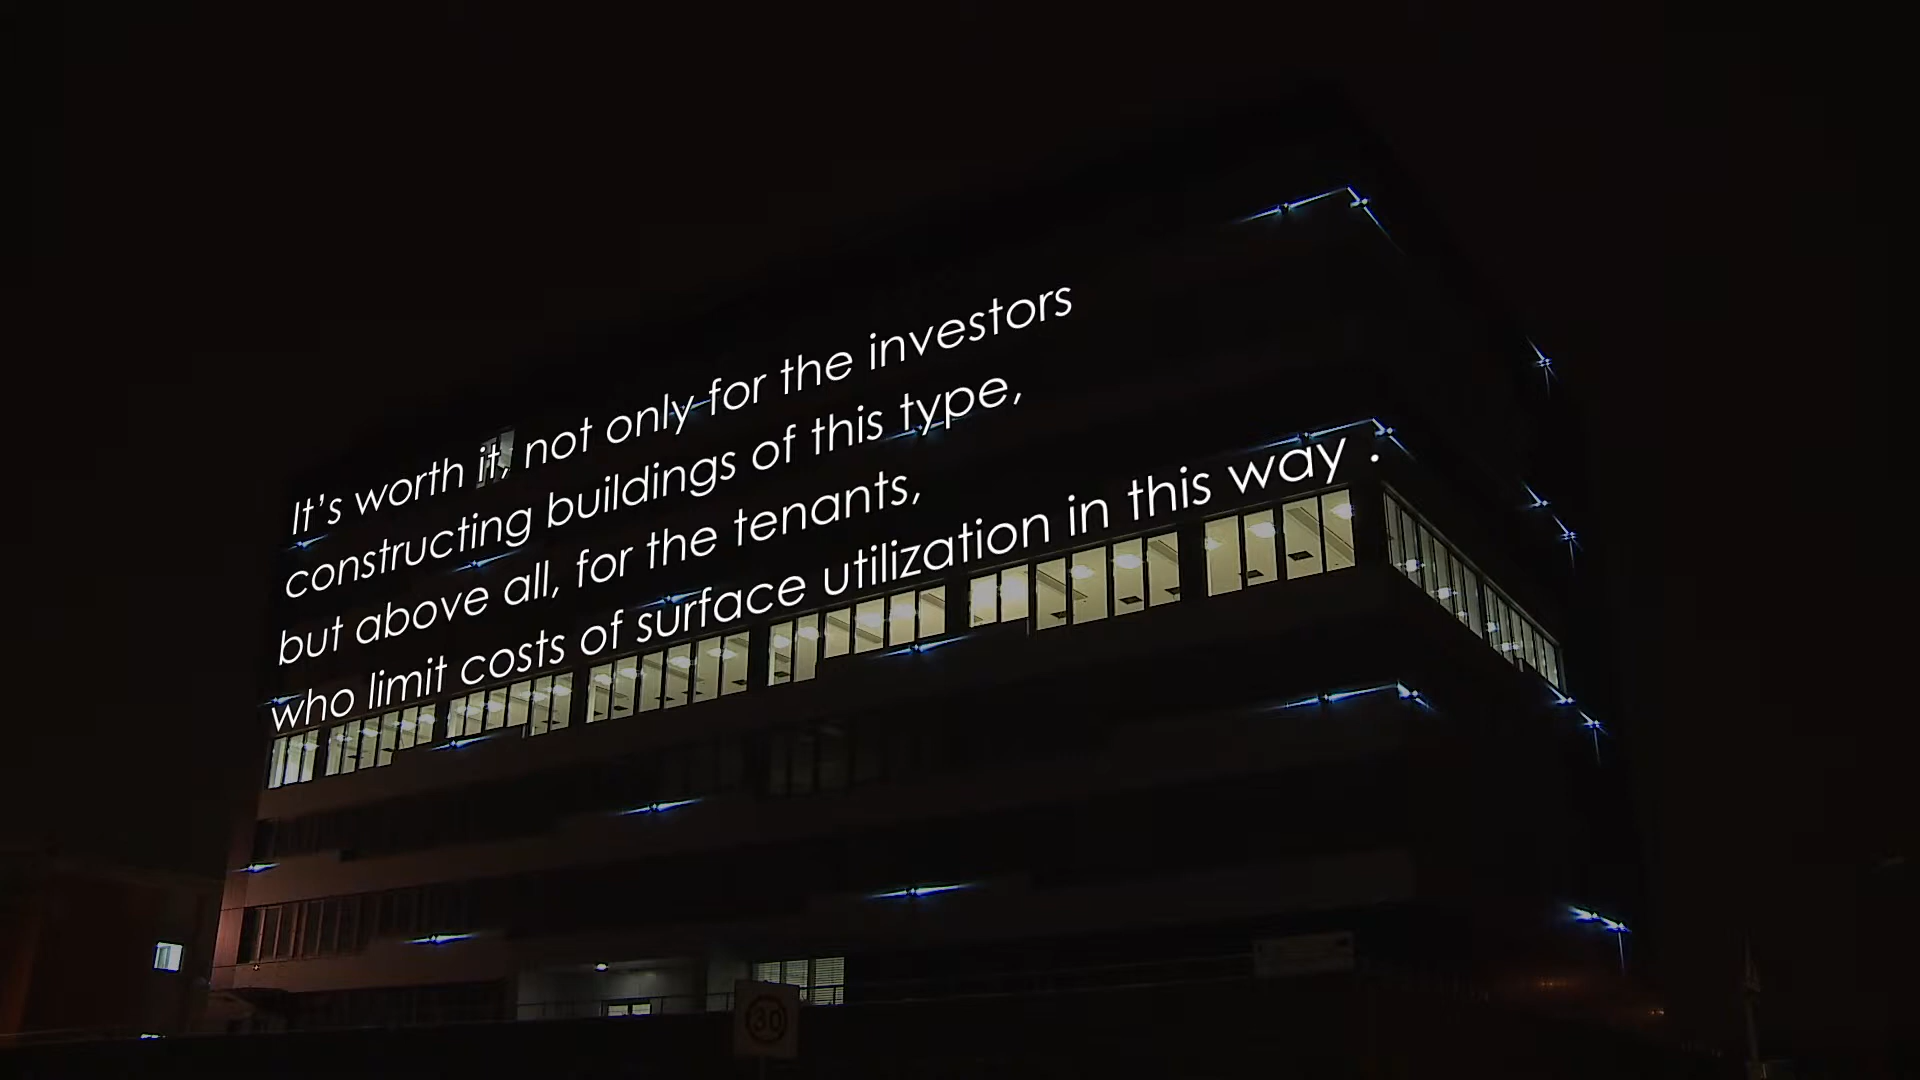 It's worth it, not only for the investors
constructing buildings of this type,
but above all, for the tenants,
who limit costs of surface utilization in this way .
30